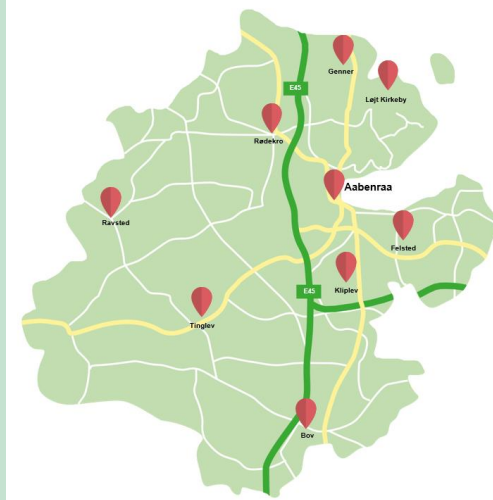 Genner
E45
Løjt Kirkeby
Rødekro
Aabenraa
Ravsted
Felsted
Kliplev
E45
Tinglev
Bov